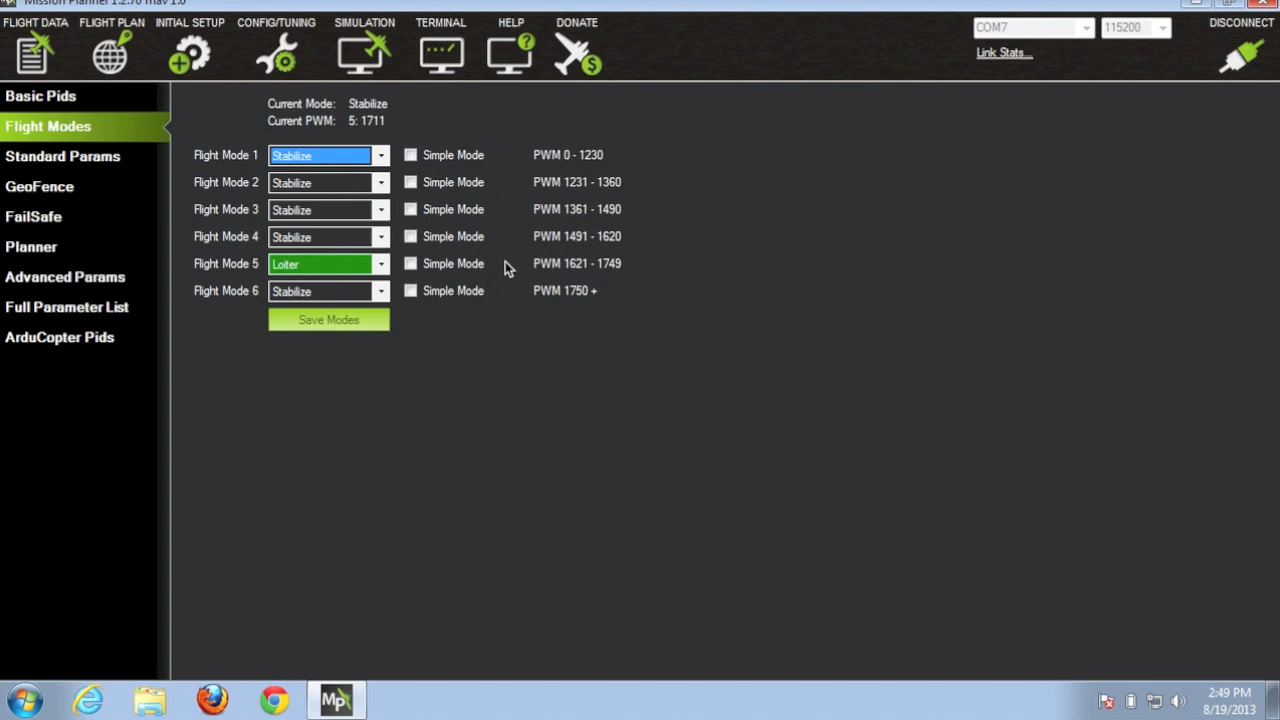 Mission Planner 1.2.70 mav 1.0
FLIGHT DATA FLIGHT PLAN INITIAL SETUP CONFIG/TUNING SIMULATION TERMINAL HELP DONATE
COM7 115200 DISCONNECT
Link Stats...
Basic Pids
Flight Modes
Standard Params
GeoFence
FailSafe
Planner
Advanced Params
Full Parameter List
ArduCopter Pids
Current Mode: Stabilize
Current PWM: 5: 1711
Flight Mode 1 Stabilize Simple Mode PWM 0 - 1230
Flight Mode 2 Stabilize Simple Mode PWM 1231 - 1360
Flight Mode 3 Stabilize Simple Mode PWM 1361 - 1490
Flight Mode 4 Stabilize Simple Mode PWM 1491 - 1620
Flight Mode 5 Loiter Simple Mode PWM 1621 - 1749
Flight Mode 6 Stabilize Simple Mode PWM 1750 +
Save Modes
Mp
2:49 PM
8/19/2013